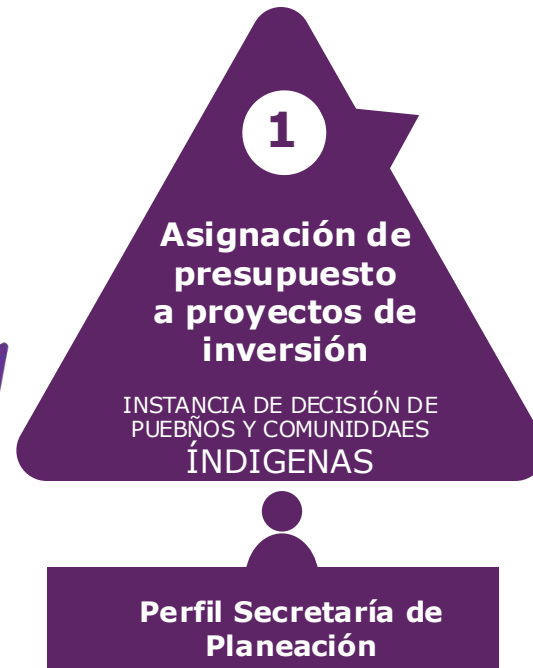 1
Asignación de
presupuesto
a proyectos de
inversión
INSTANCIA DE DECISIÓN DE
PUEBÑOS Y COMUNIDDAES
ÍNDIGENAS
Perfil Secretaría de
Planeación